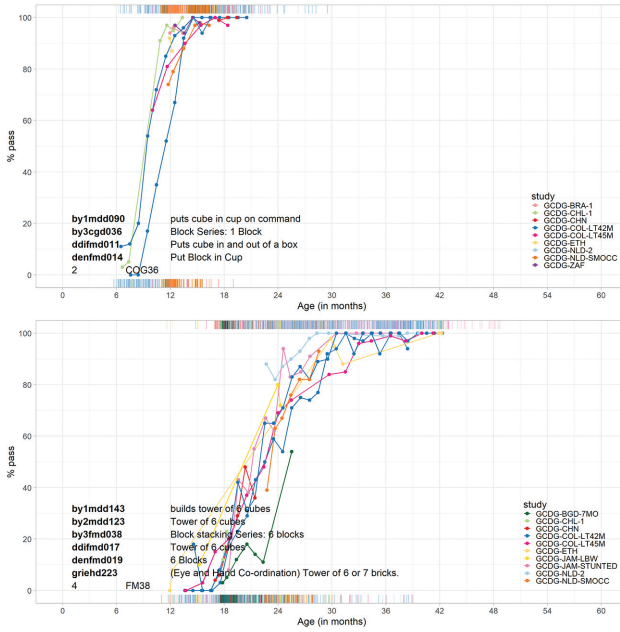 100
80
60
40
20
0
% pass
by1mdd090 puts cube in cup on command
by3cgd036 Block Series: 1 Block
ddifmd011 Puts cube in and out of a box
denfmd014 Put Block in Cup
2 COG36
study
GCDG-BRA-1
GCDG-CHL-1
GCDG-CHN
GCDG-COL-LT42M
GCDG-COL-LT45M
GCDG-ETH
GCDG-NLD-2
GCDG-NLD-SMOCC
GCDG-ZAF
0 6 12 18 24 30 36 42 48 54 60
Age (in months)
100
80
60
40
20
0
% pass
by1mdd143 builds tower of 6 cubes
by2mdd123 Tower of 6 cubes
by3fmd038 Block stacking Series: 6 blocks
ddifmd017 Tower of 6 cubes
denfmd019 6 Blocks
griehd223 (Eye and Hand Co-ordination) Tower of 6 or 7 bricks.
4 FM38
study
GCDG-BGD-7MO
GCDG-CHL-1
GCDG-CHN
GCDG-COL-LT42M
GCDG-COL-LT45M
GCDG-ETH
GCDG-JAM-LBW
GCDG-JAM-STUNTED
GCDG-NLD-2
GCDG-NLD-SMOCC
0 6 12 18 24 30 36 42 48 54 60
Age (in months)